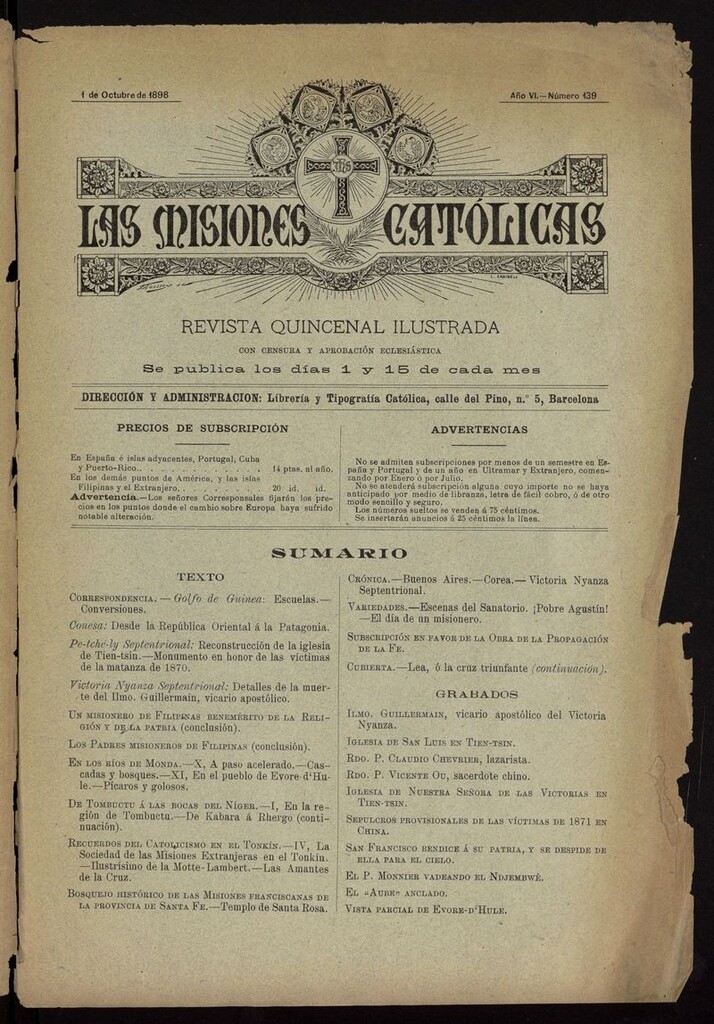 1 de Octubre de 1898
Año VI.—Número 139
IHS
LAS MISIONES CATÓLICAS
REVISTA QUINCENAL ILUSTRADA
CON CENSURA Y APROBACIÓN ECLESIÁSTICA
Se publica los días 1 y 15 de cada mes
DIRECCIÓN Y ADMINISTRACION: Librería y Tipografía Católica, calle del Pino, n.° 5, Barcelona
PRECIOS DE SUBSCRIPCIÓN
En España é islas adyacentes, Portugal, Cuba
y Puerto-Rico. . . . . . . . . . . 14 ptas. al año.
En los demás puntos de América, y las islas
Filipinas y el Extranjero. . . . . . . 20 id. id.
Advertencia.—Los señores Corresponsales fijarán los pre-
cios en los puntos donde el cambio sobre Europa haya sufrido
notable alteración.
ADVERTENCIAS
No se admiten subscripciones por menos de un semestre en Es-
paña y Portugal y de un año en Ultramar y Extranjero, comen-
zando por Enero ó por Julio.
No se atenderá subscripción alguna cuyo importe no se haya
anticipado por medio de libranza, letra de fácil cobro, ó de otro
modo sencillo y seguro.
Los números sueltos se venden á 75 céntimos.
Se insertarán anuncios á 25 céntimos la línea.
SUMARIO
TEXTO
CORRESPONDENCIA.—Golfo de Guinea: Escuelas.—
Conversiones.
Conesa: Desde la República Oriental á la Patagonia.
Pe-tche-ly Septentrional: Reconstrucción de la iglesia
de Tien-tsin.—Monumento en honor de las víctimas
de la matanza de 1870.
Victoria Nyanza Septentrional: Detalles de la muer-
te del Ilmo. Guillermain, vicario apostólico.
UN MISIONERO DE FILIPINAS BENEMÉRITO DE LA RELI-
GIÓN Y DE LA PATRIA (conclusión).
LOS PADRES MISIONEROS DE FILIPINAS (conclusión).
EN LOS RÍOS DE MONDA.—X, A paso acelerado.—Cas-
cadas y bosques.—XI, En el pueblo de Evore-d'Hu-
le.—Pícaros y golosos.
DE TOMBUCTU Á LAS BOCAS DEL NÍGER.—I, En la re-
gión de Tombuctu.—De Kabara á Rhergo (conti-
nuación).
RECUERDOS DEL CATOLICISMO EN EL TONKÍN.—IV, La
Sociedad de las Misiones Extranjeras en el Tonkín.
—Ilustrísimo de la Motte-Lambert.—Las Amantes
de la Cruz.
BOSQUEJO HISTÓRICO DE LAS MISIONES FRANCISCANAS DE
LA PROVINCIA DE SANTA FE.—Templo de Santa Rosa.
CRÓNICA.—Buenos Aires.—Corea.—Victoria Nyanza
Septentrional.
VARIEDADES.—Escenas del Sanatorio. ¡Pobre Agustín!
—El día de un misionero.
SUBSCRIPCIÓN EN FAVOR DE LA OBRA DE LA PROPAGACIÓN
DE LA FE.
CUBIERTA.—Lea, ó la cruz triunfante (continuación).
GRABADOS
ILMO. GUILLERMAIN, vicario apostólico del Victoria
Nyanza.
IGLESIA DE SAN LUIS EN TIEN-TSIN.
RDO. P. CLAUDIO CHEVRIER, lazarista.
RDO. P. VICENTE OU, sacerdote chino.
IGLESIA DE NUESTRA SEÑORA DE LAS VICTORIAS EN
TIEN-TSIN.
SEPULCROS PROVISIONALES DE LAS VÍCTIMAS DE 1871 EN
CHINA.
SAN FRANCISCO BENDICE Á SU PATRIA, Y SE DESPIDE DE
ELLA PARA EL CIELO.
EL P. MONNIER VADEANDO EL NDJEMBWÉ.
EL «AUBE» ANCLADO.
VISTA PARCIAL DE EVORE-D'HULE.